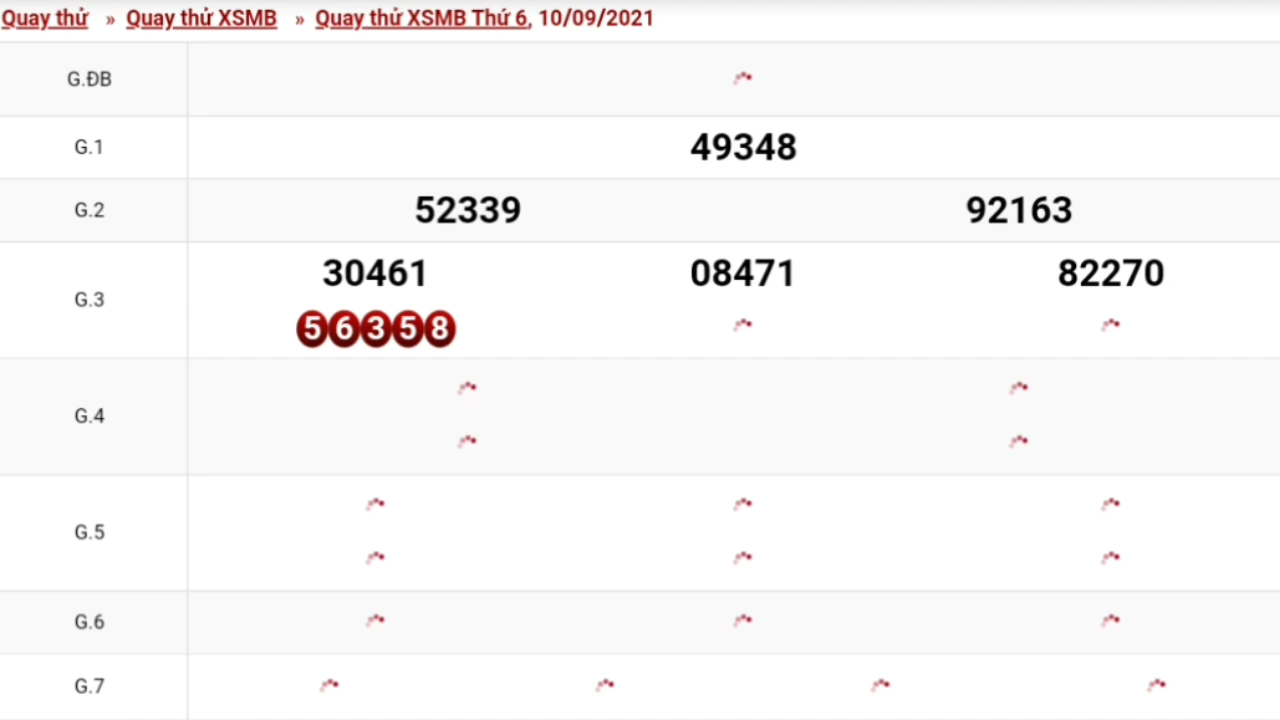 Quay thử » Quay thử XSMB » Quay thử XSMB Thứ 6, 10/09/2021
G.ĐB
G.1 49348
G.2 52339 92163
G.3 30461 08471 82270
56358
G.4
G.5
G.6
G.7